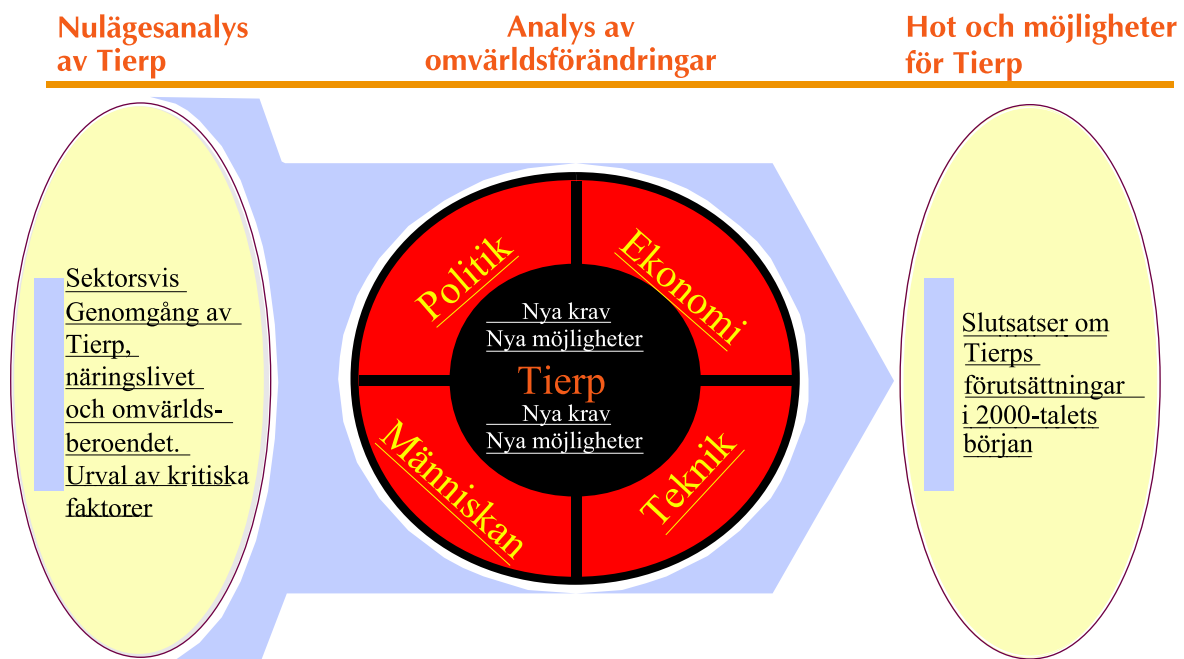 Nulägesanalys
av Tierp
Analys av
omvärldsförändringar
Hot och möjligheter
för Tierp
Sektorsvis
Genomgång av
Tierp,
näringslivet
och omvärlds-
beroendet.
Urval av kritiska
faktorer
Politik
Ekonomi
Nya krav
Nya möjligheter
Tierp
Nya krav
Nya möjligheter
Människan
Teknik
Slutsatser om
Tierps
förutsättningar
i 2000-talets
början